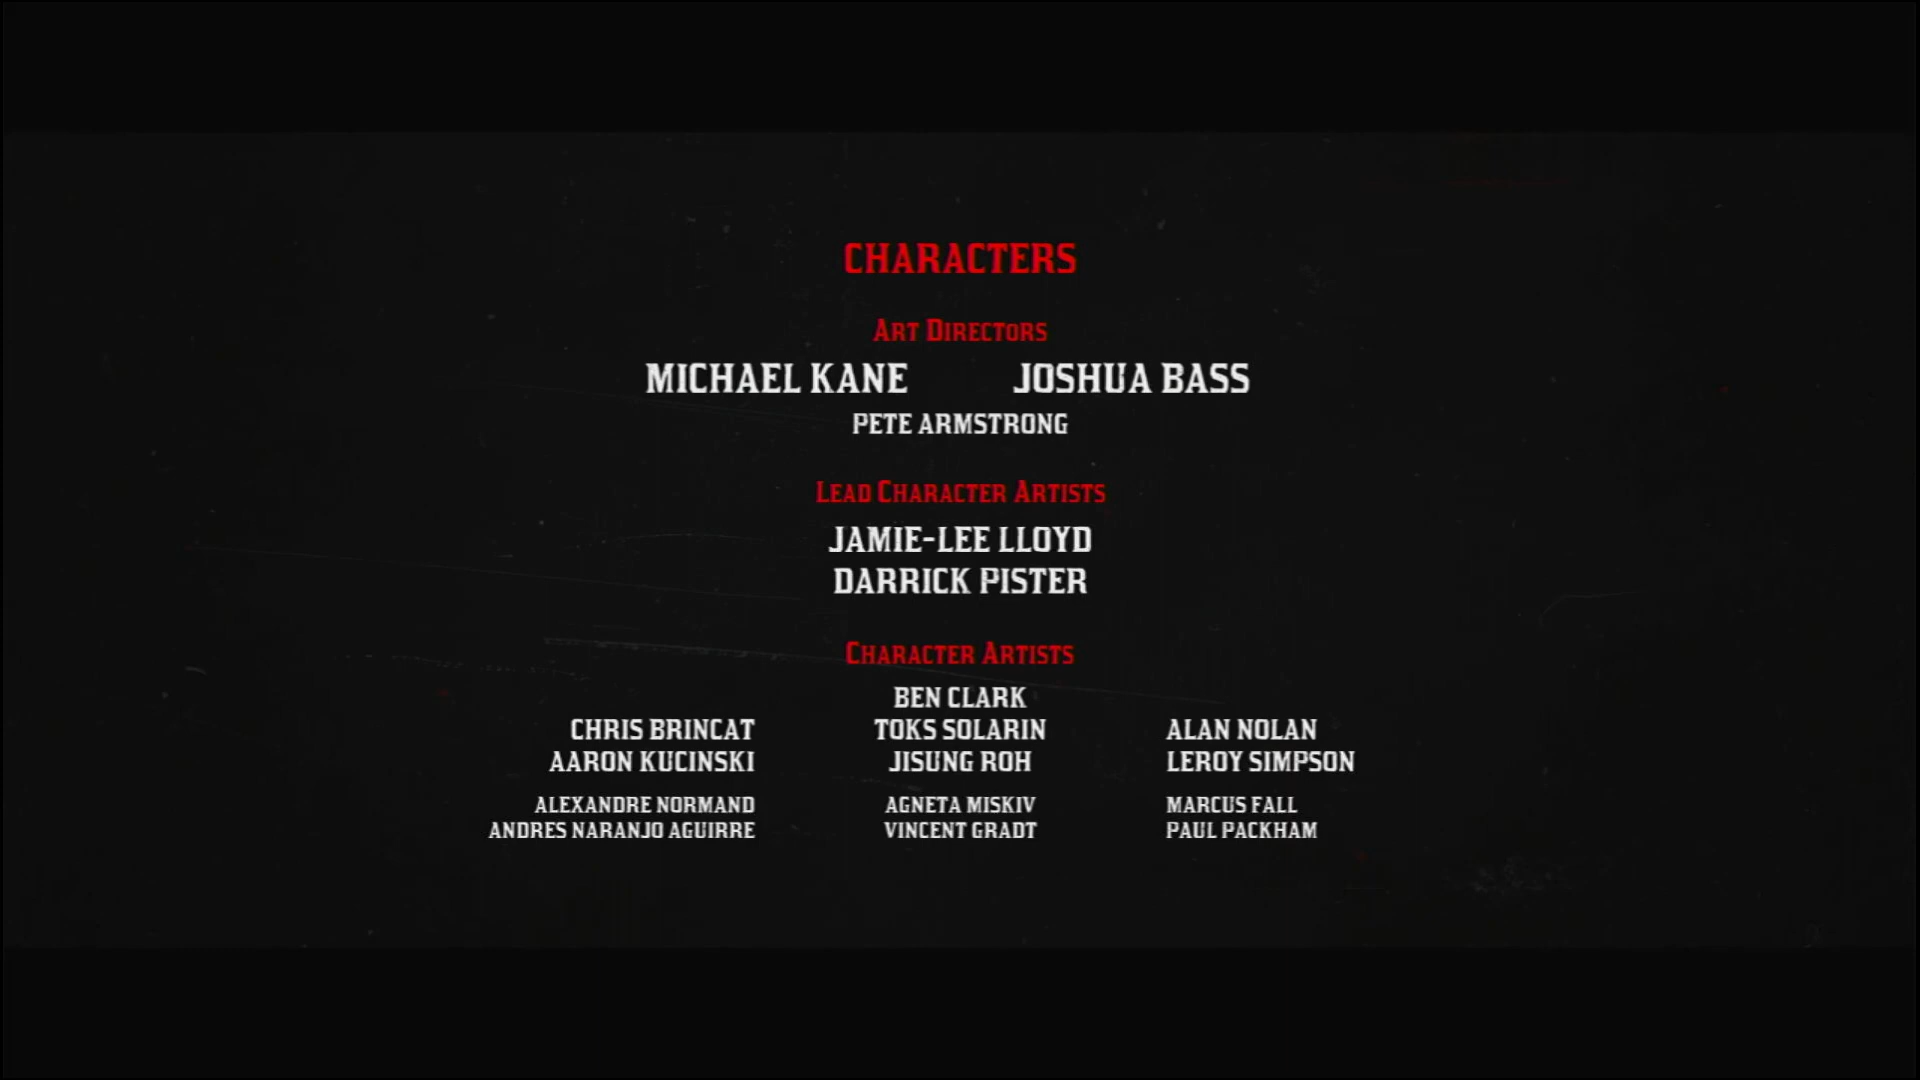 CHARACTERS
ART DIRECTORS
MICHAEL KANE JOSHUA BASS
PETE ARMSTRONG
LEAD CHARACTER ARTISTS
JAMIE-LEE LLOYD
DARRICK PISTER
CHARACTER ARTISTS
BEN CLARK
CHRIS BRINCAT TOKS SOLARIN ALAN NOLAN
AARON KUCINSKI JISUNG ROH LEROY SIMPSON
ALEXANDRE NORMAND AGNETA MISKIV MARCUS FALL
ANDRES NARANJO AGUIRRE VINCENT GRADT PAUL PACKHAM